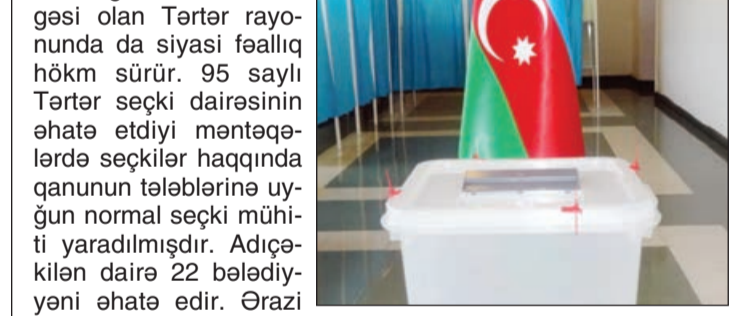 gəsi olan Tərtər rayo-
nunda da siyasi fəallıq
hökm sürür. 95 saylı
Tərtər seçki dairəsinin
əhatə etdiyi məntəqə-
lərdə seçkilər haqqında
qanunun tələblərinə uy-
ğun normal seçki mühi-
ti yaradılmışdır. Adıçə-
kilən dairə 22 bələdiy-
yəni əhatə edir. Ərazi